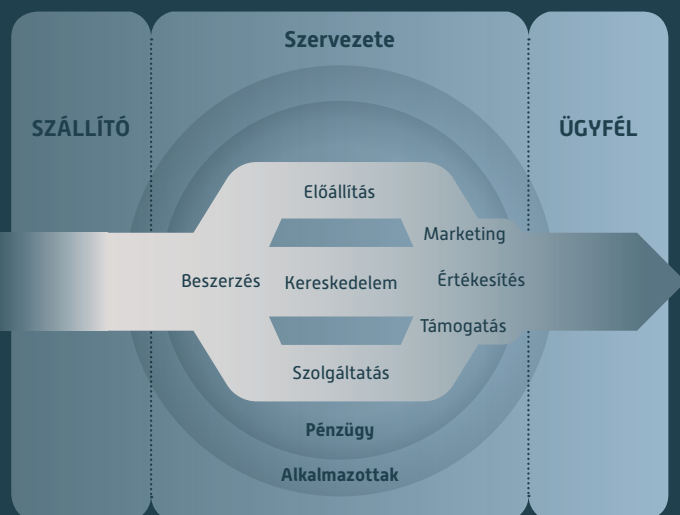 Szervezete
SZÁLLÍTÓ
ÜGYFÉL
Előállítás
Marketing
Beszerzés
Kereskedelem
Értékesítés
Támogatás
Szolgáltatás
Pénzügy
Alkalmazottak